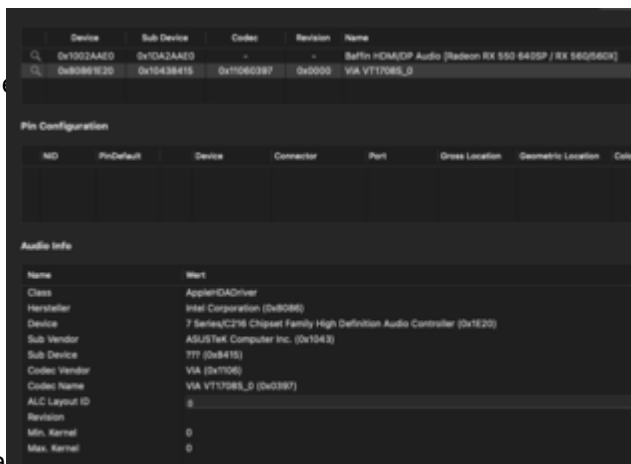 Device Sub Device Codec Revision Name
0x1002AAE0 0x1DA2AAE0 - - Baffin HDMI/DP Audio [Radeon RX 550 640SP / RX 560/560X]
0x80861E20 0x10438415 0x11060397 0x0000 VIA VT1708S_0
Pin Configuration
NID PinDefault Device Connector Port Gross Location Geometric Location
Audio Info
Name Wert
Class AppleHDADriver
Hersteller Intel Corporation (0x8086)
Device 7 Series/C216 Chipset Family High Definition Audio Controller (0x1E20)
Sub Vendor ASUSTeK Computer Inc. (0x1043)
Sub Device ??? (0x8415)
Codec Vendor VIA (0x1106)
Codec Name VIA VT1708S_0 (0x0397)
ALC Layout ID
Revision
Min. Kernel 0
Max. Kernel 0